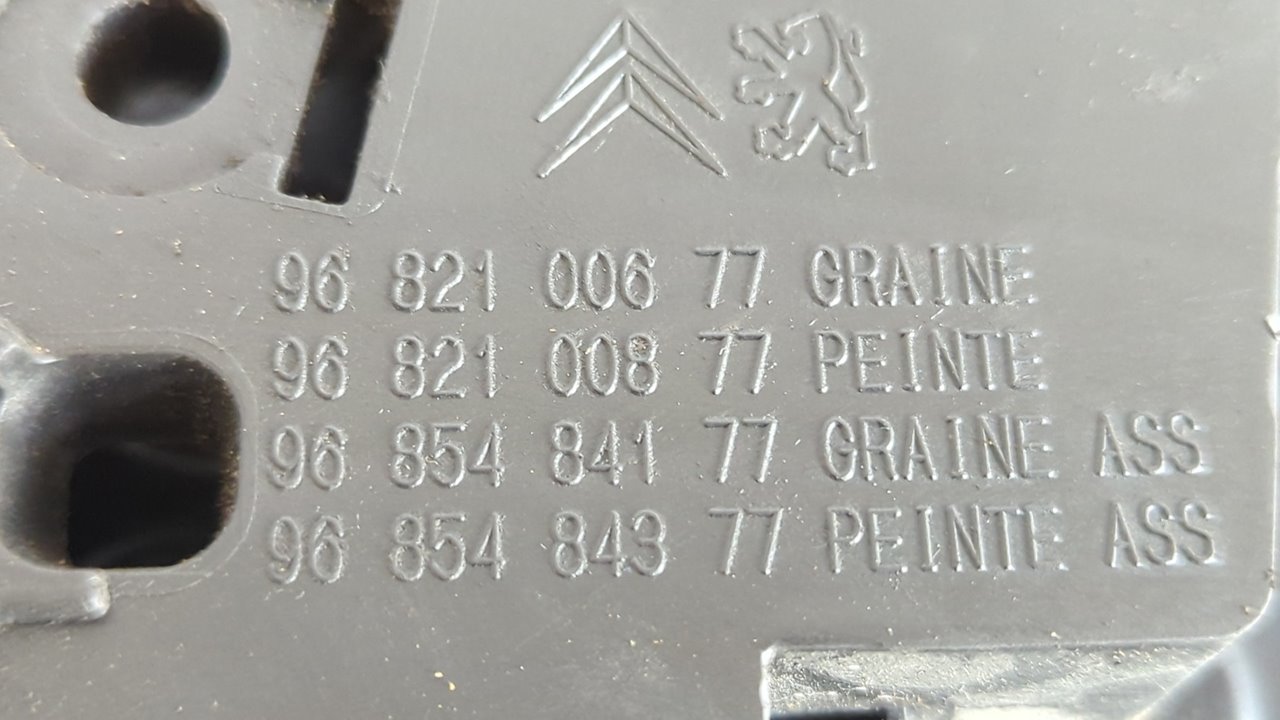 96 821 006 77 GRAINE
96 821 008 77 PEINTE
96 854 841 77 GRAINE ASS
96 854 843 77 PEINTE ASS